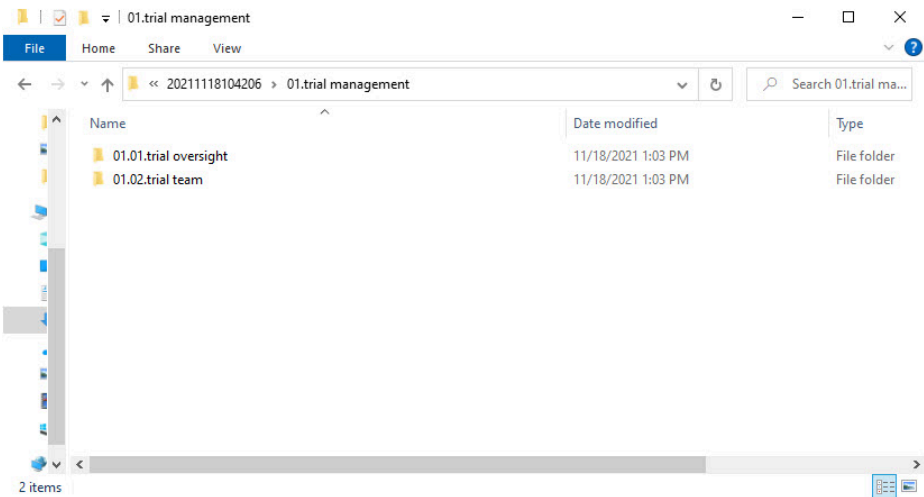 01.trial management
File Home Share View
« 20211118104206 › 01.trial management
Search 01.trial ma...
Name Date modified Type
01.01.trial oversight 11/18/2021 1:03 PM File folder
01.02.trial team 11/18/2021 1:03 PM File folder
2 items